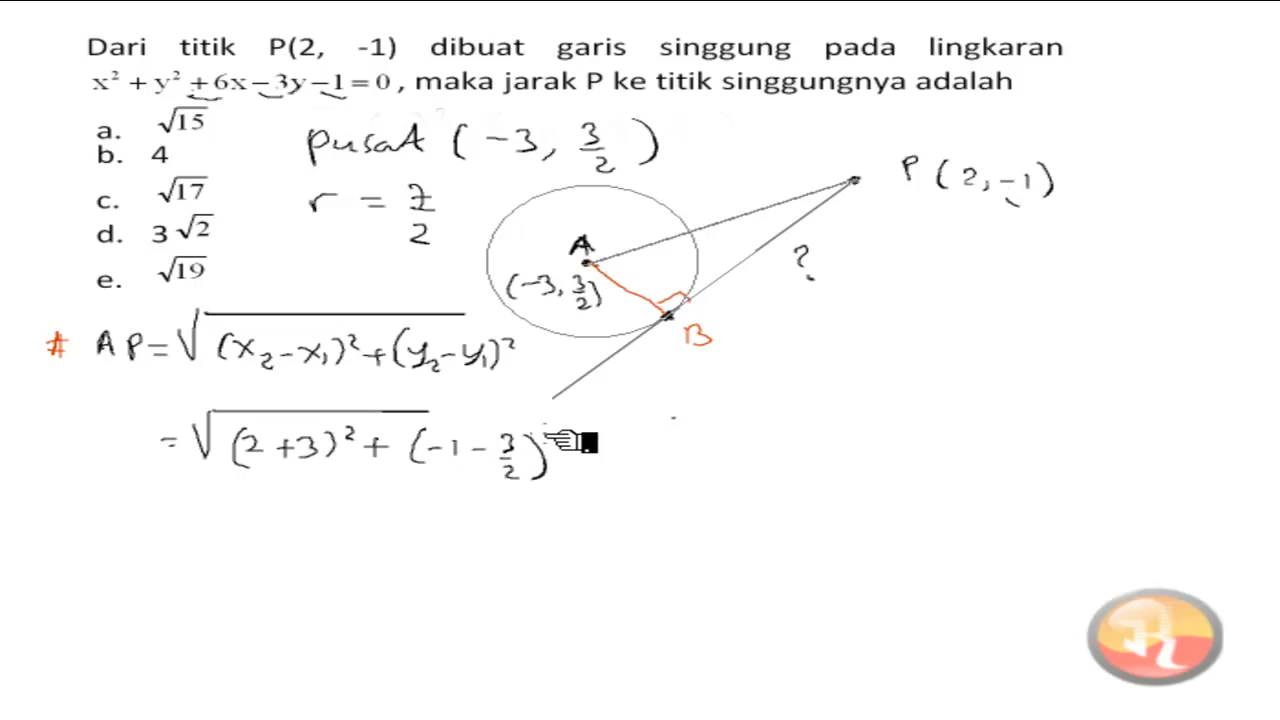 Dari titik P(2, -1) dibuat garis singgung pada lingkaran
x² + y² + 6x − 3y − 1 = 0 , maka jarak P ke titik singgungnya adalah
a. √15
b. 4
c. √17
d. 3√2
e. √19
pusat (-3, 3/2)
r = 7/2
P (2, -1)
A
(-3, 3/2)
?
B
# AP = √(x₂ - x₁)² + (y₂ - y₁)²
= √(2 + 3)² + (-1 - 3/2)